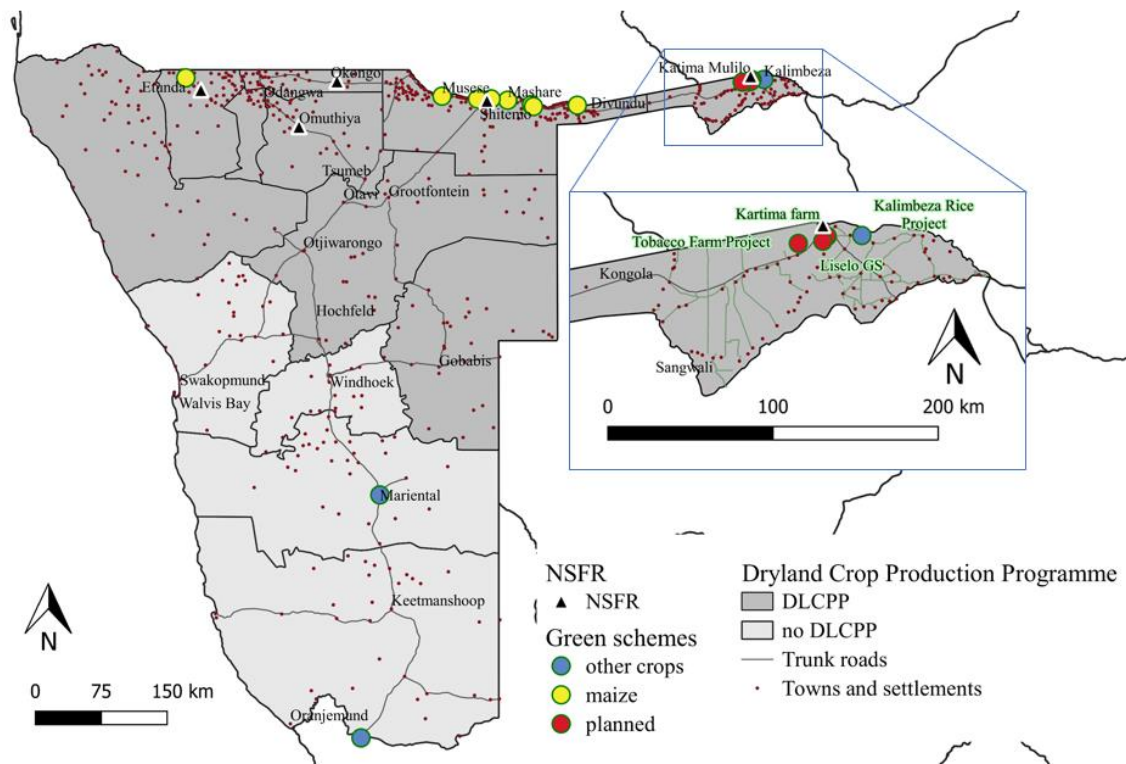 Okongo
Etunda
Odangwa
Omuthiya
Musese
Mashare
Shitemo
Divundu
Katima Mulilo
Kalimbeza
Tsumeb
Otavi
Grootfontein
Otjiwarongo
Hochfeld
Gobabis
Swakopmund
Windhoek
Walvis Bay
Mariental
Keetmanshoop
Oranjemund
Kartima farm
Kalimbeza Rice
Project
Tobacco Farm Project
Liselo GS
Kongola
Sangwali
N
0 100 200 km
N
0 75 150 km
NSFR
NSFR
Green schemes
other crops
maize
planned
Dryland Crop Production Programme
DLCPP
no DLCPP
Trunk roads
Towns and settlements